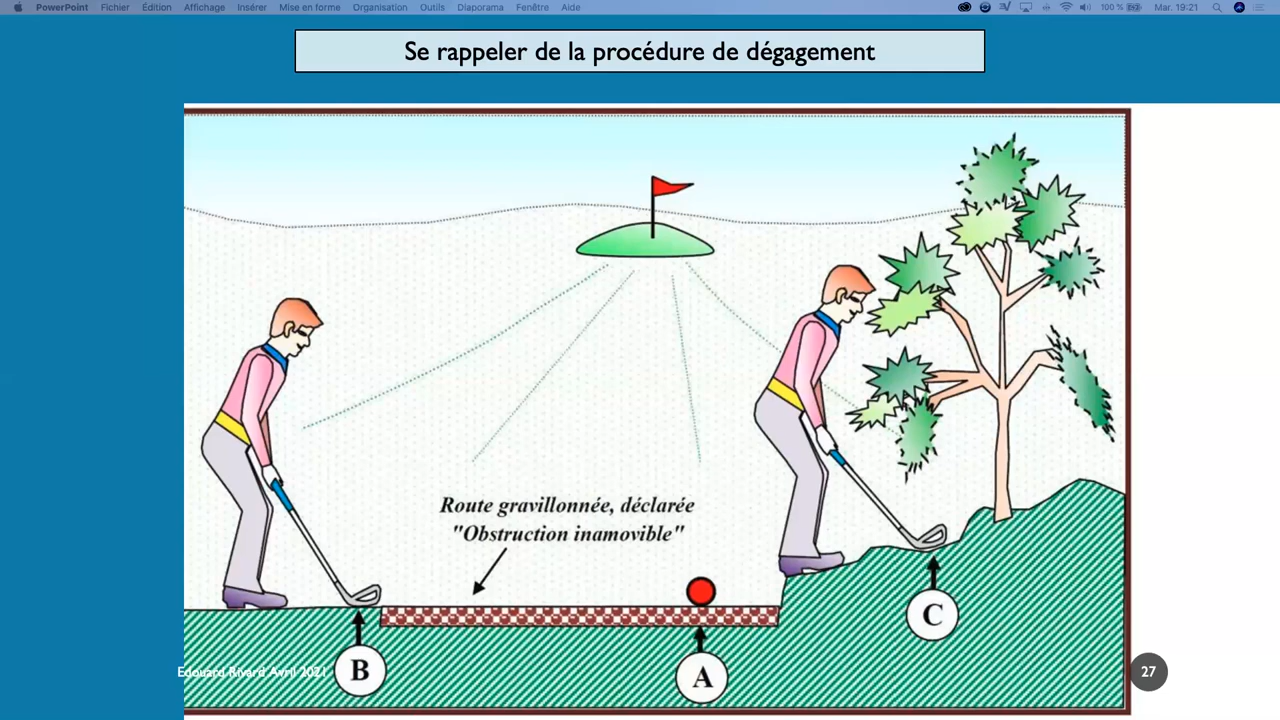 PowerPoint Fichier Édition Affichage Insérer Mise en forme Organisation Outils Diaporama Fenêtre Aide 100 % Mar. 19:21
Se rappeler de la procédure de dégagement
Route gravillonnée, déclarée
"Obstruction inamovible"
C
B
A
Edouard Rivard Avril 2021
27